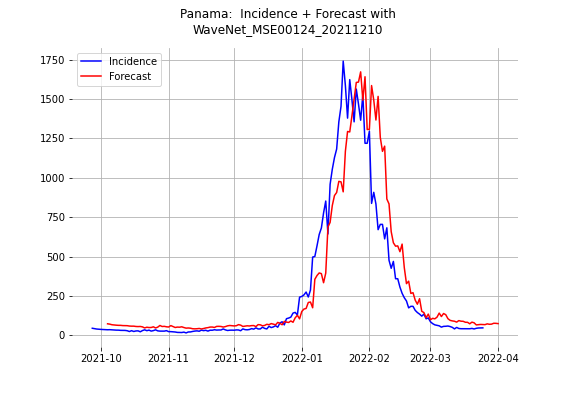 Panama:  Incidence + Forecast with
WaveNet_MSE00124_20211210
Incidence
Forecast
1750
1500
1250
1000
750
500
250
0
2021-10 2021-11 2021-12 2022-01 2022-02 2022-03 2022-04